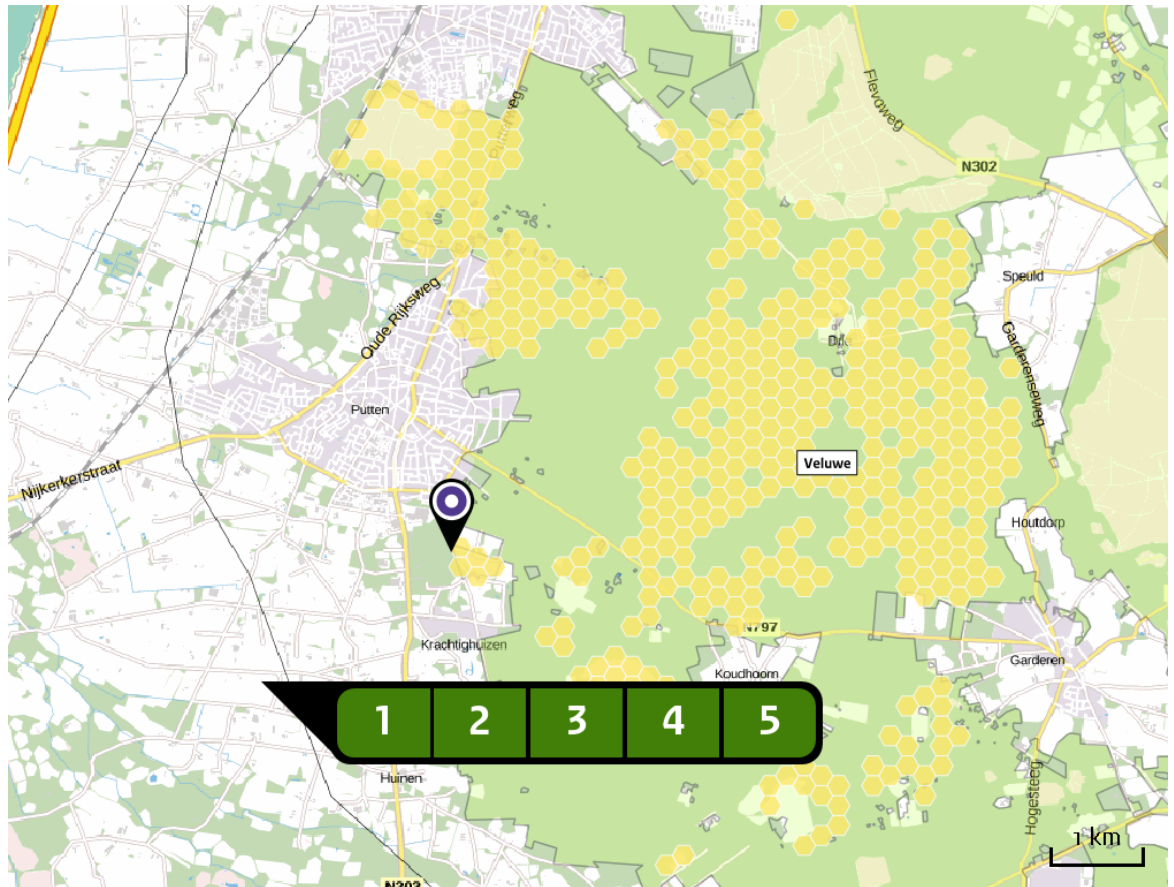 Putterweg
Flevoweg
N302
Speuld
Oude Rijksweg
Garderenseweg
Putten
Veluwe
Nijkerkerstraat
Houtdorp
N797
Krachtighuizen
Garderen
Koudhoorn
1 2 3 4 5
Huinen
Hogesteeg
1 km
N303